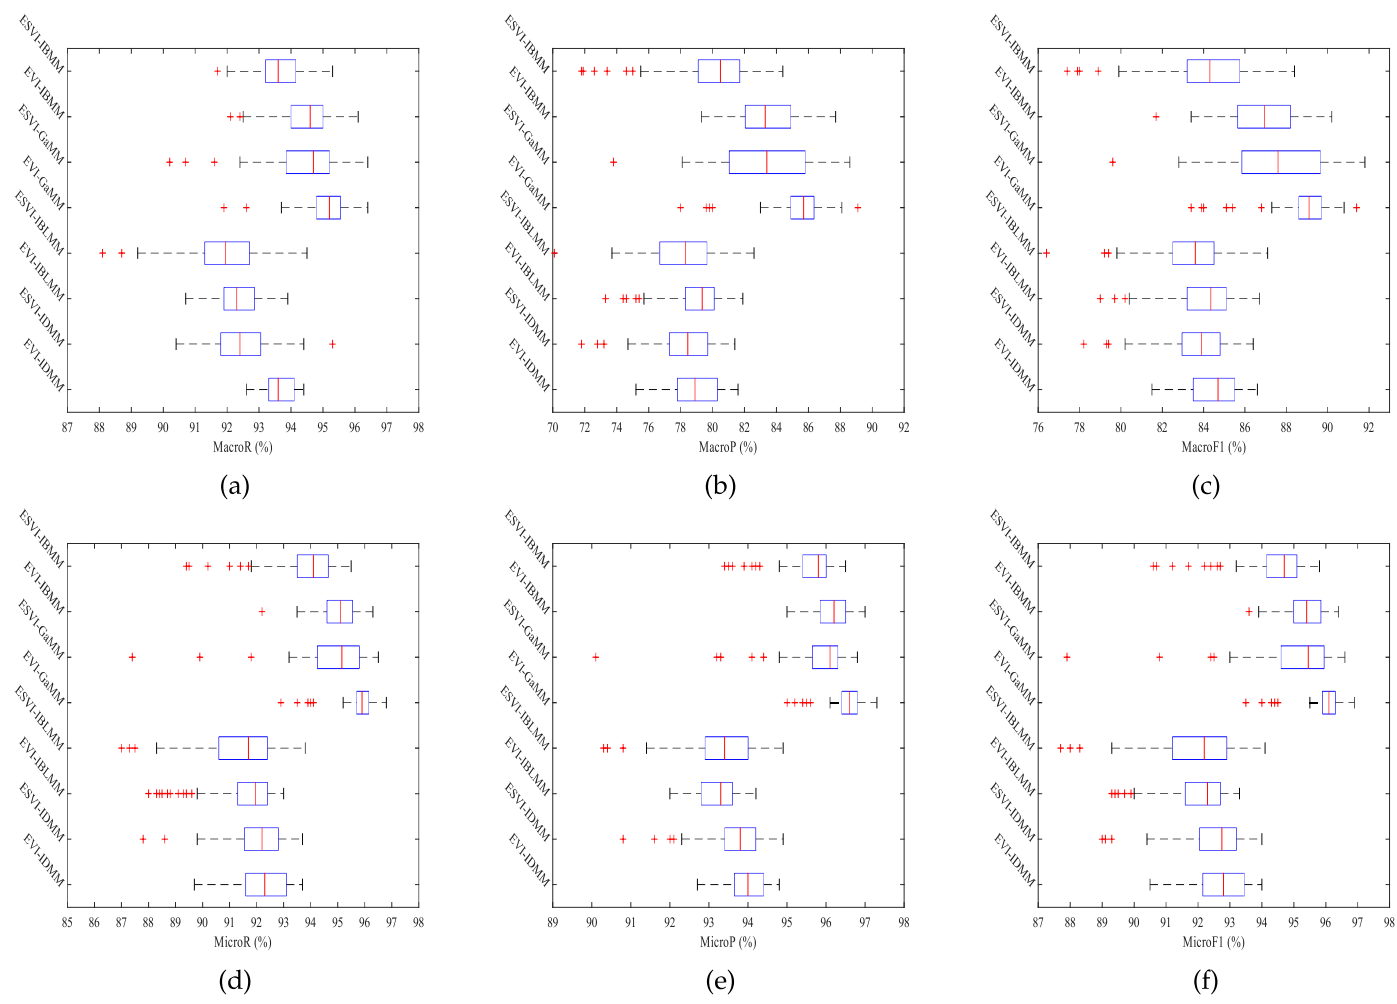 ESVI-IBMM
EVI-IBMM
ESVI-GaMM
EVI-GaMM
ESVI-IBLMM
EVI-IBLMM
ESVI-IDMM
EVI-IDMM
87 88 89 90 91 92 93 94 95 96 97 98
MacroR (%)
(a)
ESVI-IBMM
EVI-IBMM
ESVI-GaMM
EVI-GaMM
ESVI-IBLMM
EVI-IBLMM
ESVI-IDMM
EVI-IDMM
70 72 74 76 78 80 82 84 86 88 90 92
MacroP (%)
(b)
ESVI-IBMM
EVI-IBMM
ESVI-GaMM
EVI-GaMM
ESVI-IBLMM
EVI-IBLMM
ESVI-IDMM
EVI-IDMM
76 78 80 82 84 86 88 90 92
MacroF1 (%)
(c)
ESVI-IBMM
EVI-IBMM
ESVI-GaMM
EVI-GaMM
ESVI-IBLMM
EVI-IBLMM
ESVI-IDMM
EVI-IDMM
85 86 87 88 89 90 91 92 93 94 95 96 97 98
MicroR (%)
(d)
ESVI-IBMM
EVI-IBMM
ESVI-GaMM
EVI-GaMM
ESVI-IBLMM
EVI-IBLMM
ESVI-IDMM
EVI-IDMM
89 90 91 92 93 94 95 96 97 98
MicroP (%)
(e)
ESVI-IBMM
EVI-IBMM
ESVI-GaMM
EVI-GaMM
ESVI-IBLMM
EVI-IBLMM
ESVI-IDMM
EVI-IDMM
87 88 89 90 91 92 93 94 95 96 97 98
MicroF1 (%)
(f)